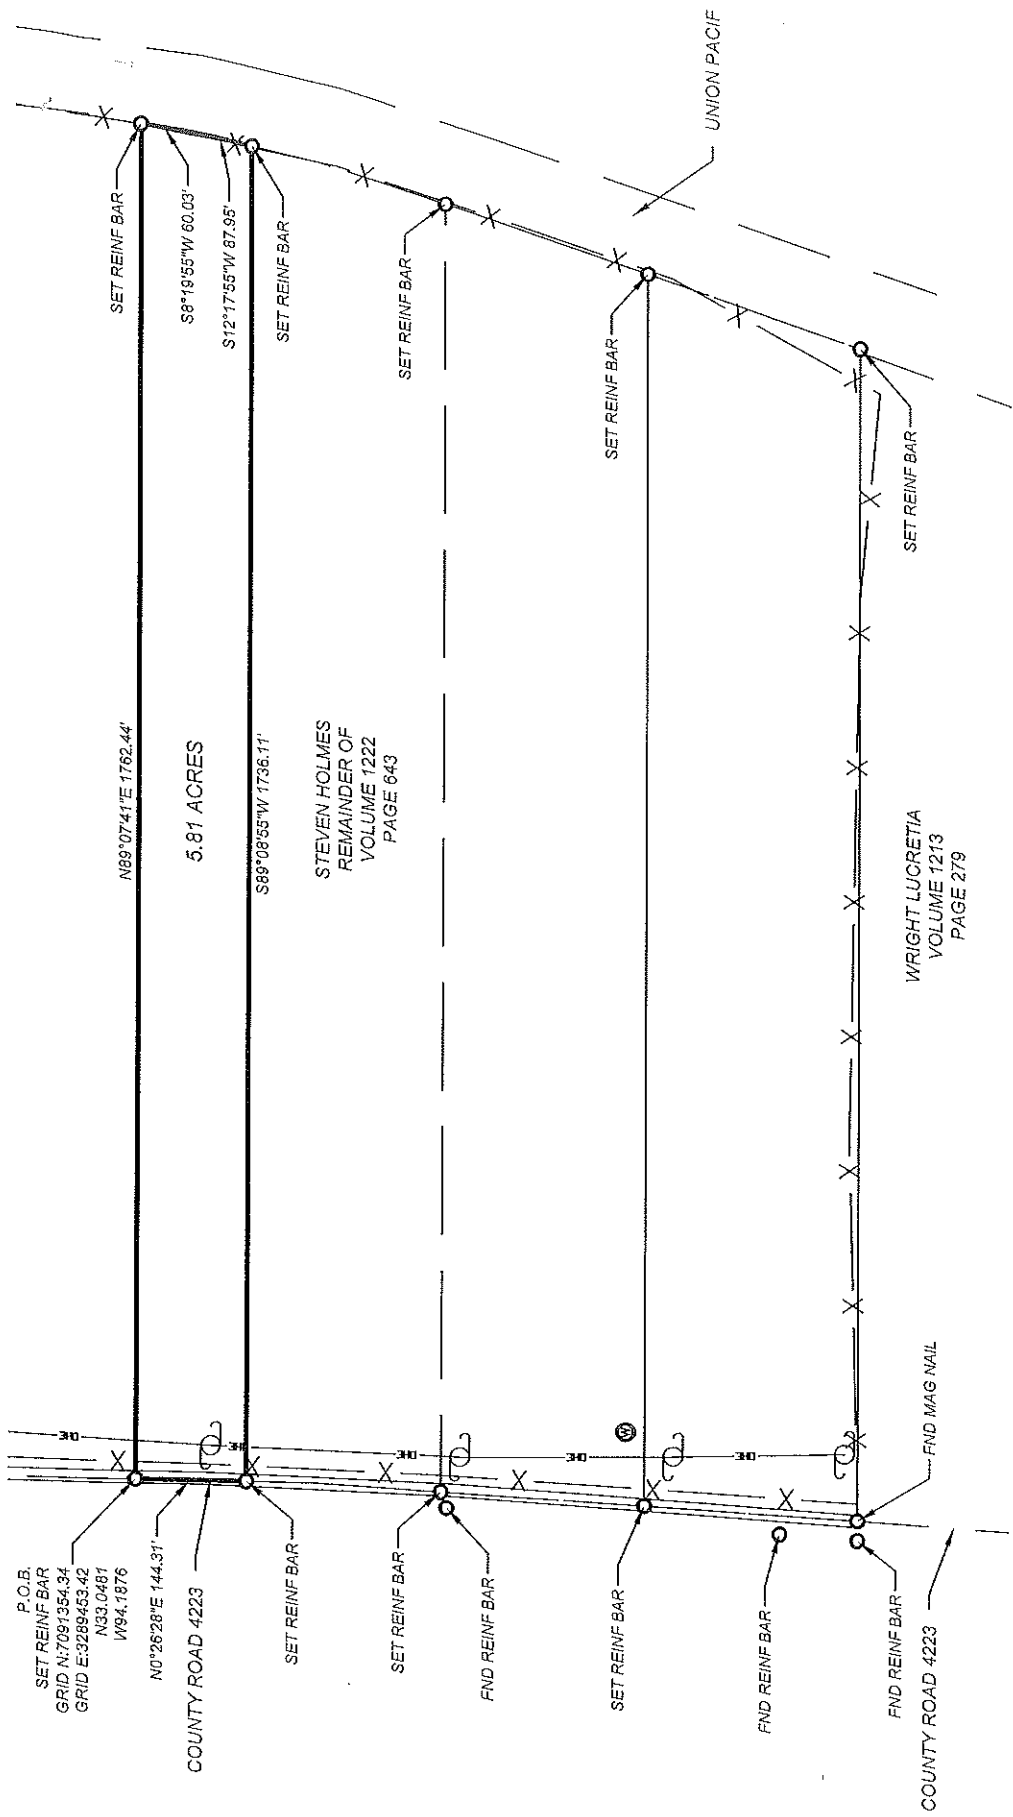 P.O.B.
SET REINF BAR
GRID N:7091354.34
GRID E:3289453.42
N33.0481
W94.1876
N0°26'28"E 144.31'
COUNTY ROAD 4223
SET REINF BAR
SET REINF BAR
FND REINF BAR
SET REINF BAR
FND REINF BAR
FND REINF BAR
COUNTY ROAD 4223
FND MAG NAIL
OHE
OHE
OHE
OHE
OHE
W
N89°07'41"E 1762.44'
5.81 ACRES
S89°08'55"W 1736.11'
STEVEN HOLMES
REMAINDER OF
VOLUME 1222
PAGE 643
WRIGHT LUCRETIA
VOLUME 1213
PAGE 279
SET REINF BAR
S8°19'55"W 60.03'
S12°17'55"W 87.95'
SET REINF BAR
SET REINF BAR
SET REINF BAR
SET REINF BAR
UNION PACIF